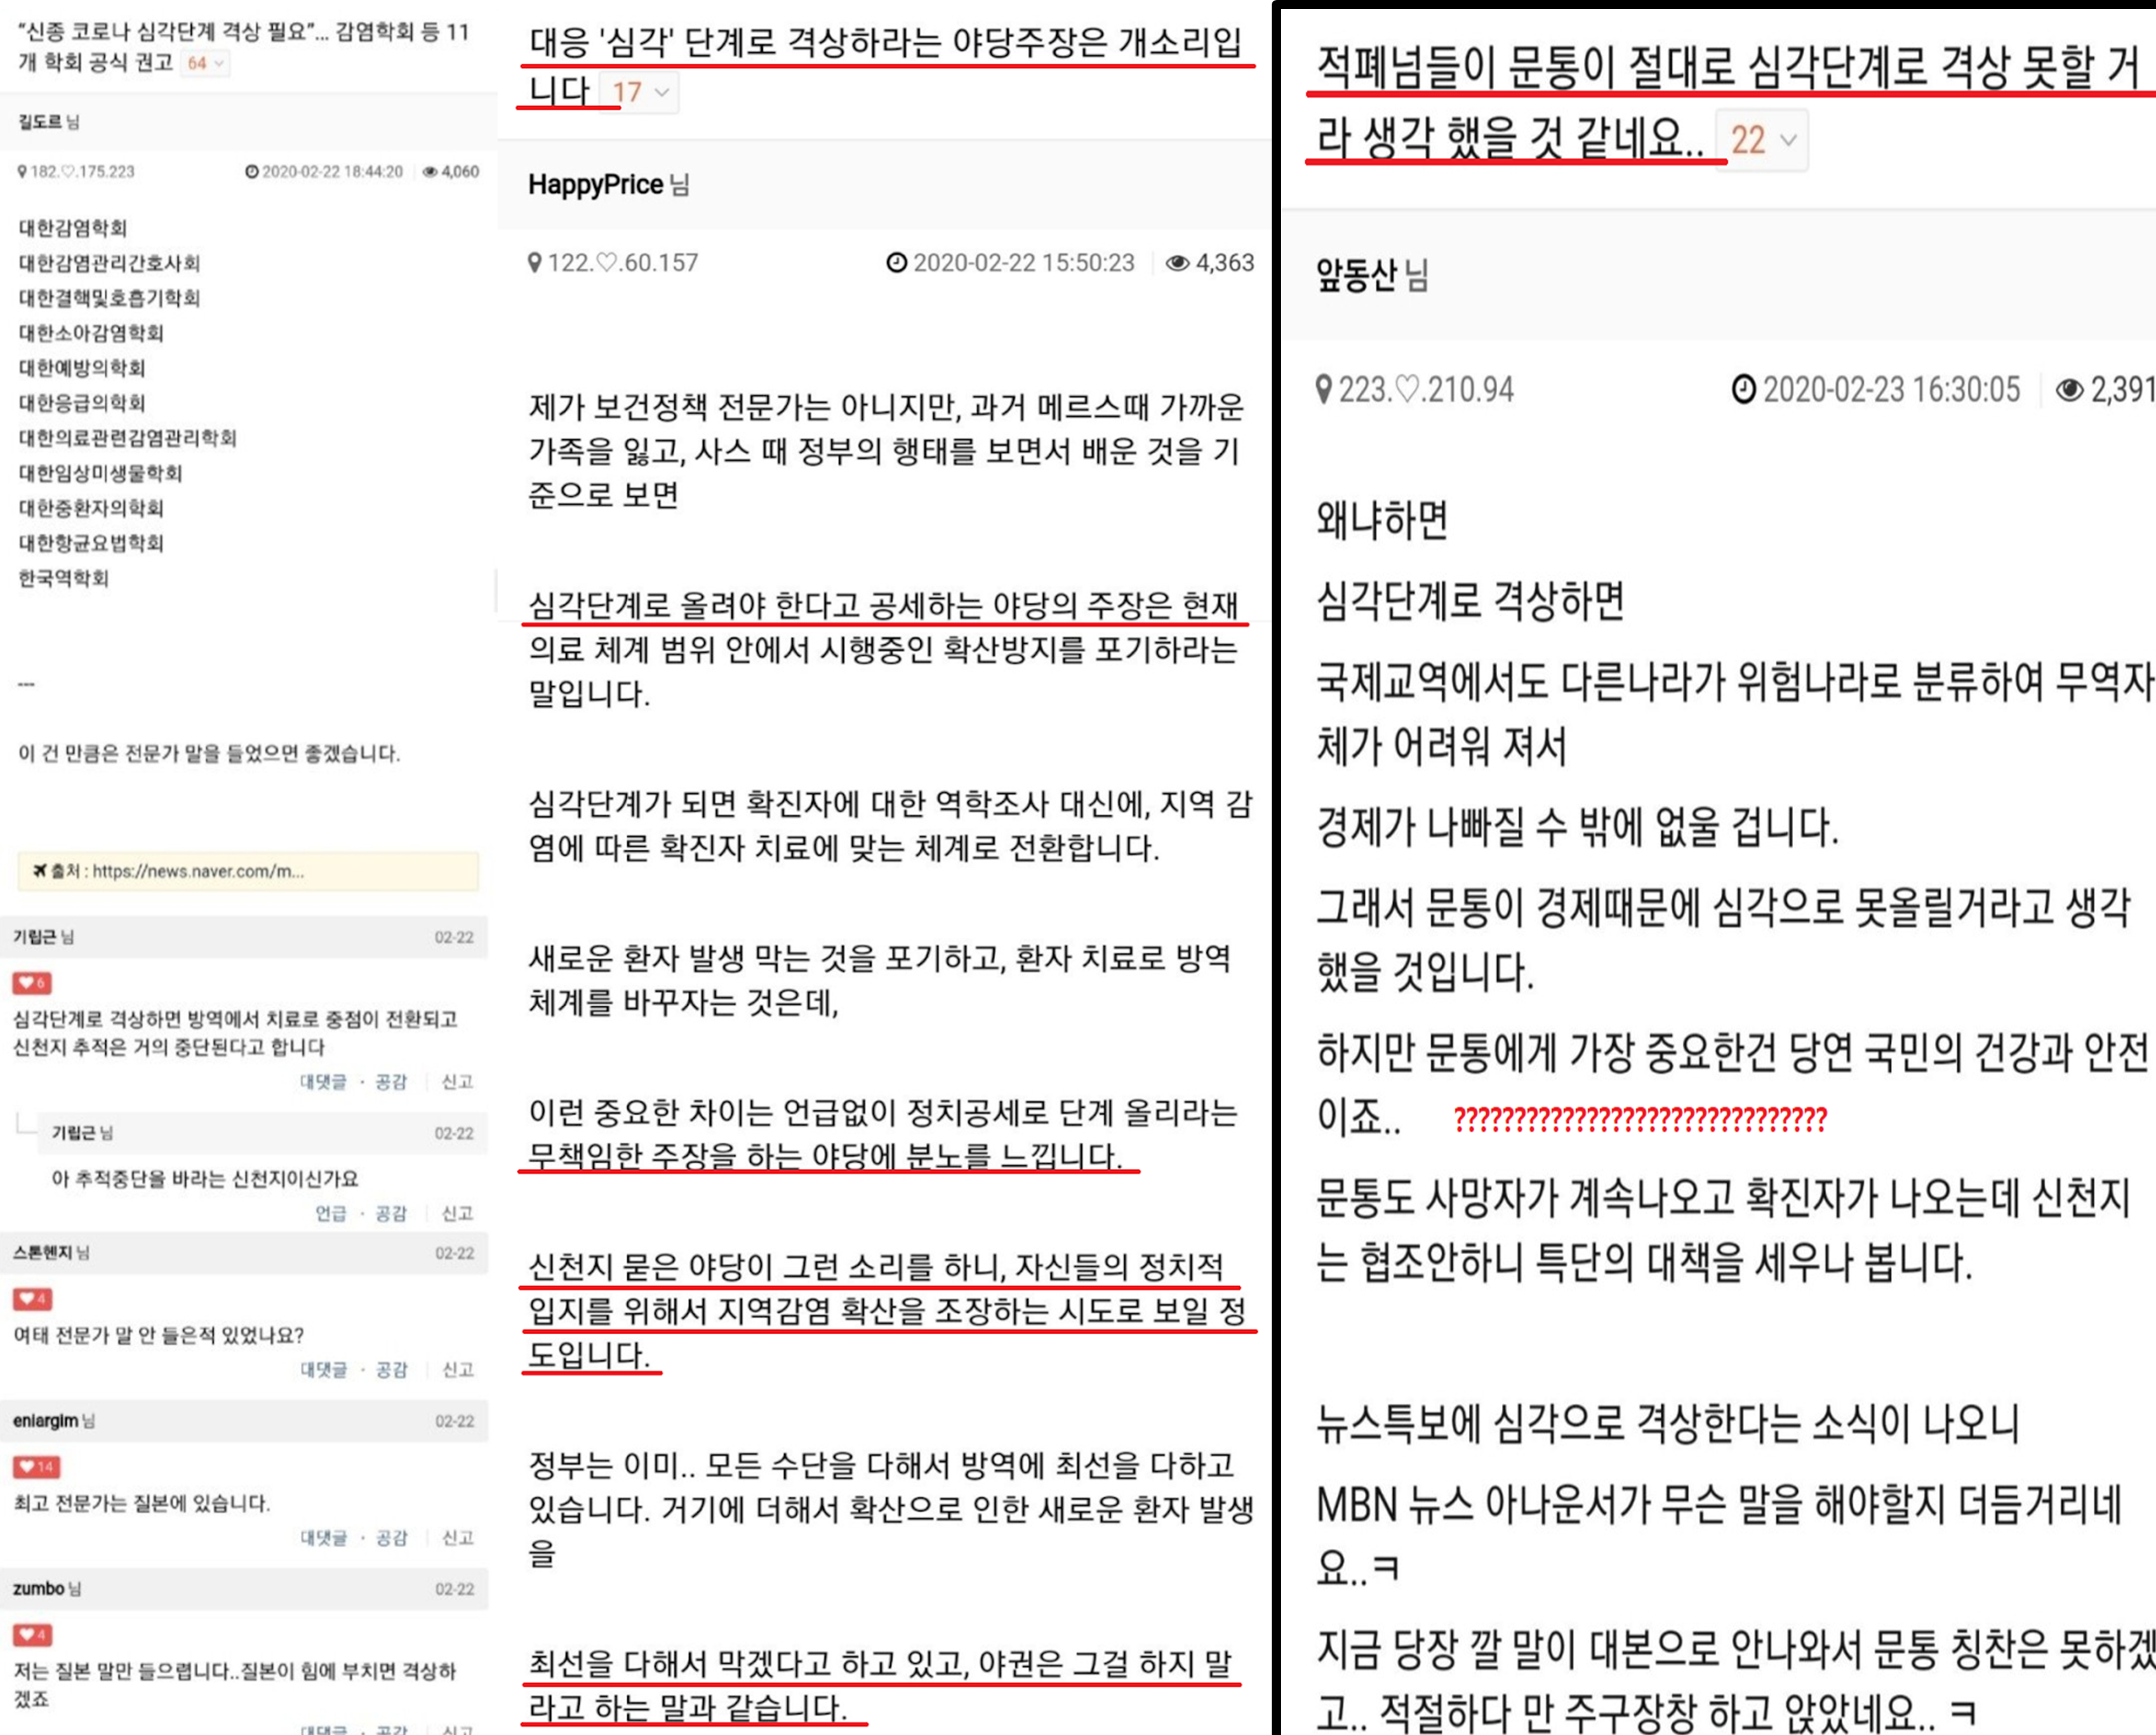 “신종 코로나 심각단계 격상 필요”... 감염학회 등 11
개 학회 공식 권고 64
길도르 님
182.♡.175.223 2020-02-22 18:44:20 4,060
대한감염학회
대한감염관리간호사회
대한결핵및호흡기학회
대한소아감염학회
대한예방의학회
대한응급의학회
대한의료관련감염관리학회
대한임상미생물학회
대한중환자의학회
대한항균요법학회
한국역학회
---
이 건 만큼은 전문가 말을 들었으면 좋겠습니다.
출처 : https://news.naver.com/m...
기립근 님 02-22
6
심각단계로 격상하면 방역에서 치료로 중점이 전환되고
신천지 추적은 거의 중단된다고 합니다
대댓글 · 공감 신고
기립근 님 02-22
아 추적중단을 바라는 신천지이신가요
언급 · 공감 신고
스톤헨지 님 02-22
4
여태 전문가 말 안 들은적 있었나요?
대댓글 · 공감 신고
eniargim 님 02-22
14
최고 전문가는 질본에 있습니다.
대댓글 · 공감 신고
zumbo 님 02-22
4
저는 질본 말만 들으렵니다..질본이 힘에 부치면 격상하
겠죠
대댓글 · 공감 신고
대응 '심각' 단계로 격상하라는 야당주장은 개소리입
니다 17
HappyPrice 님
122.♡.60.157 2020-02-22 15:50:23 4,363
제가 보건정책 전문가는 아니지만, 과거 메르스때 가까운
가족을 잃고, 사스 때 정부의 행태를 보면서 배운 것을 기
준으로 보면
심각단계로 올려야 한다고 공세하는 야당의 주장은 현재
의료 체계 범위 안에서 시행중인 확산방지를 포기하라는
말입니다.
심각단계가 되면 확진자에 대한 역학조사 대신에, 지역 감
염에 따른 확진자 치료에 맞는 체계로 전환합니다.
새로운 환자 발생 막는 것을 포기하고, 환자 치료로 방역
체계를 바꾸자는 것은데,
이런 중요한 차이는 언급없이 정치공세로 단계 올리라는
무책임한 주장을 하는 야당에 분노를 느낍니다.
신천지 묻은 야당이 그런 소리를 하니, 자신들의 정치적
입지를 위해서 지역감염 확산을 조장하는 시도로 보일 정
도입니다.
정부는 이미.. 모든 수단을 다해서 방역에 최선을 다하고
있습니다. 거기에 더해서 확산으로 인한 새로운 환자 발생
을
최선을 다해서 막겠다고 하고 있고, 야권은 그걸 하지 말
라고 하는 말과 같습니다.
적폐넘들이 문통이 절대로 심각단계로 격상 못할 거
라 생각 했을 것 같네요.. 22
앞동산 님
223.♡.210.94 2020-02-23 16:30:05 2,391
왜냐하면
심각단계로 격상하면
국제교역에서도 다른나라가 위험나라로 분류하여 무역자
체가 어려워 져서
경제가 나빠질 수 밖에 없울 겁니다.
그래서 문통이 경제때문에 심각으로 못올릴거라고 생각
했을 것입니다.
하지만 문통에게 가장 중요한건 당연 국민의 건강과 안전
이죠.. ???????????????????????????????
문통도 사망자가 계속나오고 확진자가 나오는데 신천지
는 협조안하니 특단의 대책을 세우나 봅니다.
뉴스특보에 심각으로 격상한다는 소식이 나오니
MBN 뉴스 아나운서가 무슨 말을 해야할지 더듬거리네
요..ㅋ
지금 당장 깔 말이 대본으로 안나와서 문통 칭찬은 못하겠
고.. 적절하다 만 주구장창 하고 앉았네요.. ㅋ